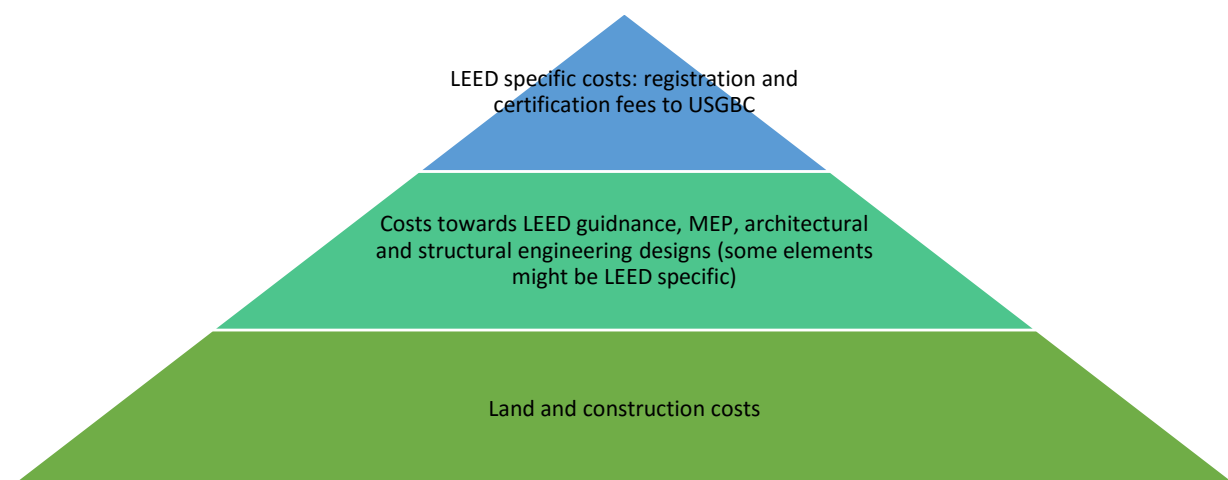 LEED specific costs: registration and
certification fees to USGBC
Costs towards LEED guidnance, MEP, architectural
and structural engineering designs (some elements
might be LEED specific)
Land and construction costs